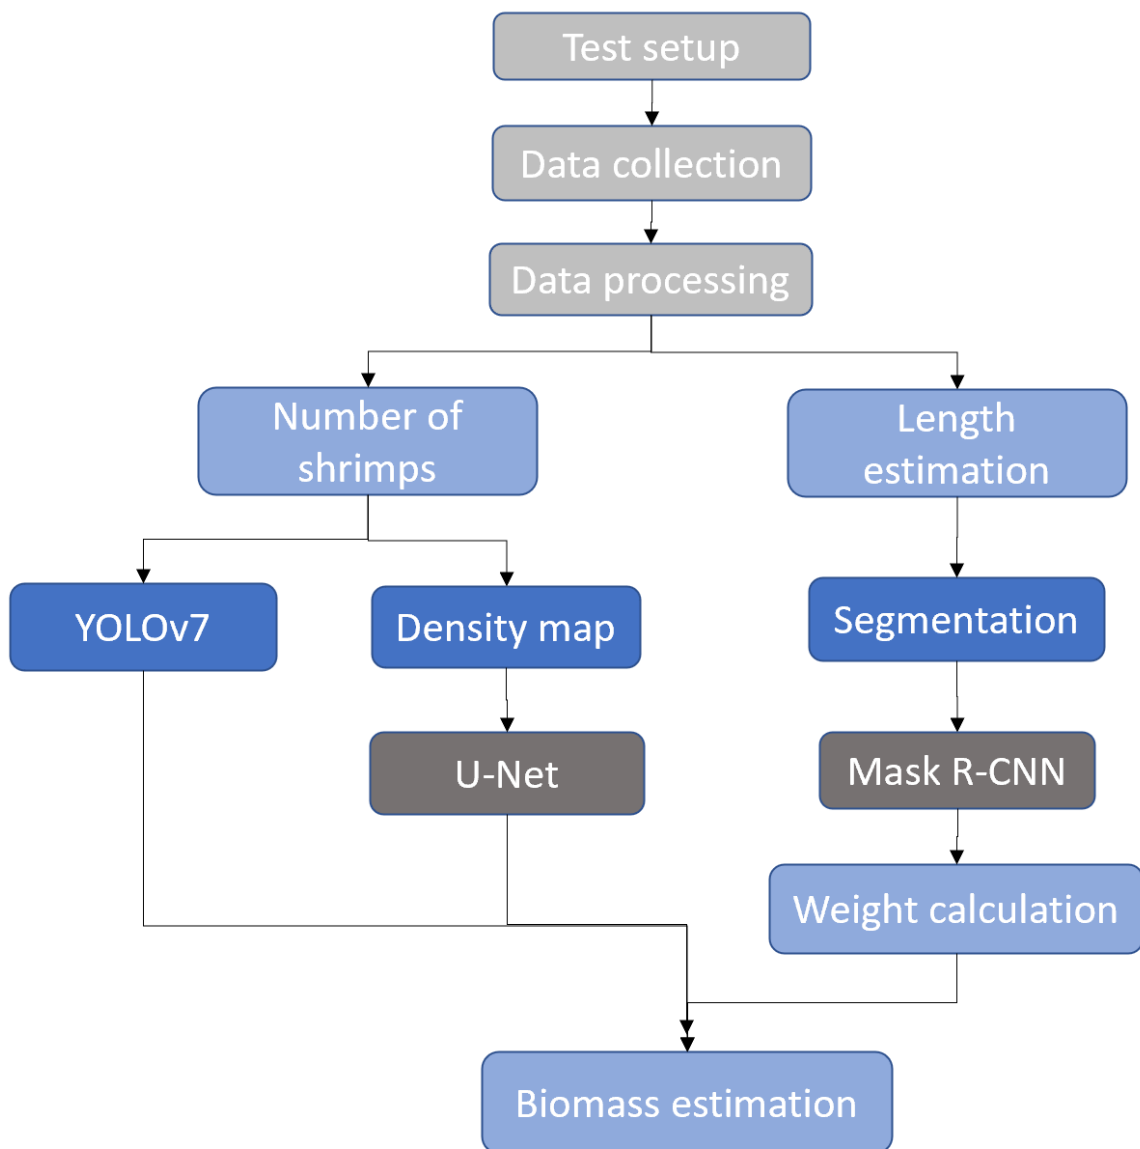 Test setup
Data collection
Data processing
Number of
shrimps
Length
estimation
YOLOv7
Density map
Segmentation
U-Net
Mask R-CNN
Weight calculation
Biomass estimation